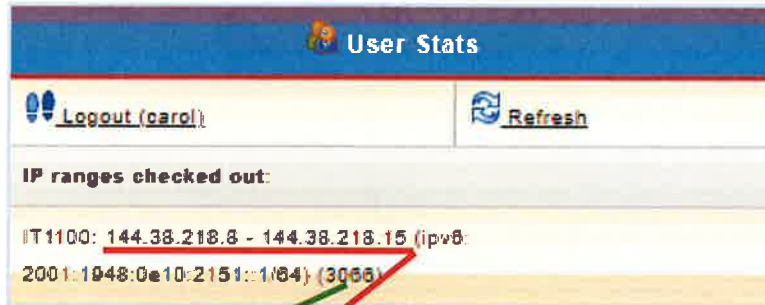 User Stats
Logout (carol)
Refresh
IP ranges checked out:
IT1100: 144.38.218.8 - 144.38.218.15 (ipv6:
2001:1948:0e10:2151::1/64) (3066)